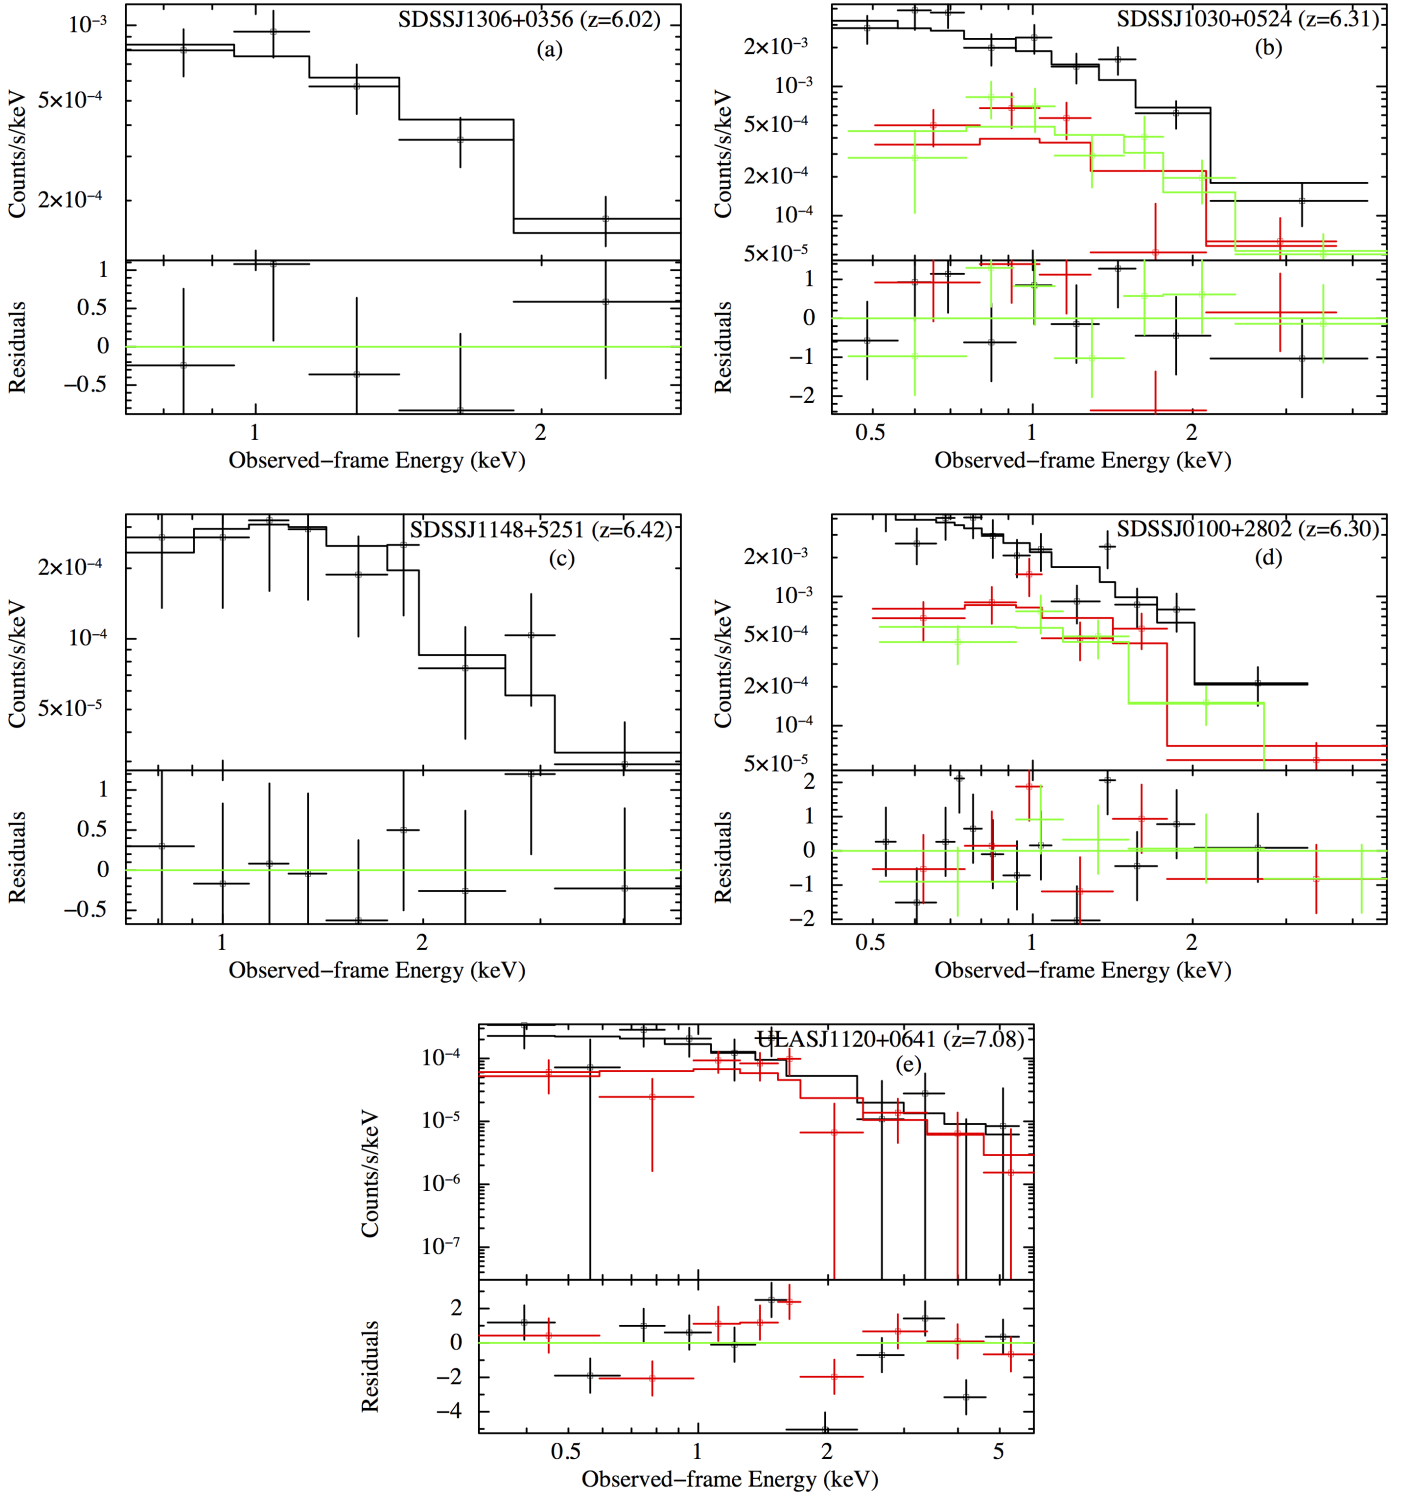 SDSSJ1306+0356 (z=6.02)
(a)
Counts/s/keV
10−3
5×10−4
2×10−4
Residuals
1
0.5
0
−0.5
1 2
Observed−frame Energy (keV)
SDSSJ1030+0524 (z=6.31)
(b)
Counts/s/keV
2×10−3
10−3
5×10−4
2×10−4
10−4
5×10−5
Residuals
1
0
−1
−2
0.5 1 2
Observed−frame Energy (keV)
SDSSJ1148+5251 (z=6.42)
(c)
Counts/s/keV
2×10−4
10−4
5×10−5
Residuals
1
0.5
0
−0.5
1 2
Observed−frame Energy (keV)
SDSSJ0100+2802 (z=6.30)
(d)
Counts/s/keV
2×10−3
10−3
5×10−4
2×10−4
10−4
5×10−5
Residuals
2
1
0
−1
−2
0.5 1 2
Observed−frame Energy (keV)
ULASJ1120+0641 (z=7.08)
(e)
Counts/s/keV
10−4
10−5
10−6
10−7
Residuals
2
0
−2
−4
0.5 1 2 5
Observed−frame Energy (keV)